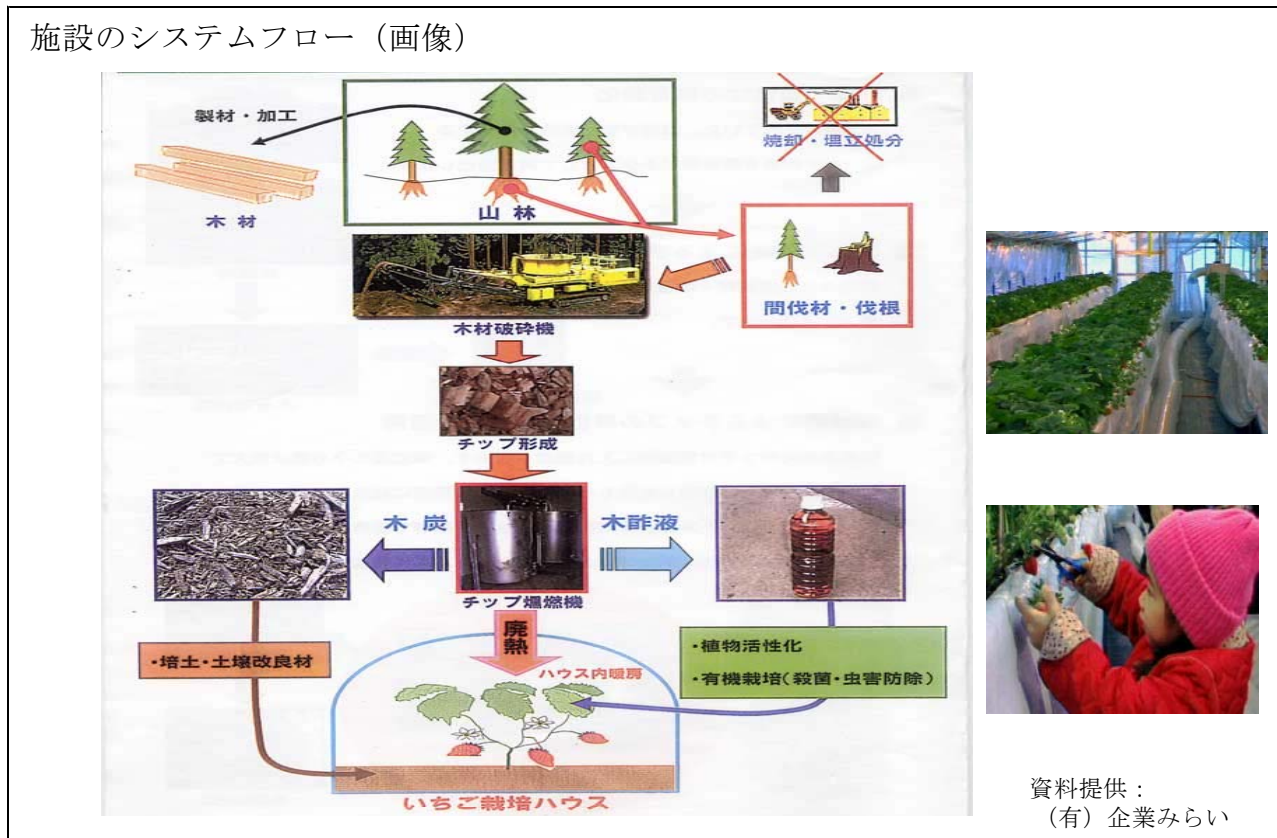 施設のシステムフロー（画像）
製材・加工
木材
山林
焼却・埋立処分
間伐材・伐根
木材破砕機
チップ形成
木炭
木酢液
チップ燻燃機
廃熱
・培土・土壌改良材
・植物活性化
・有機栽培（殺菌・虫害防除）
ハウス内暖房
いちご栽培ハウス
資料提供：
（有）企業みらい